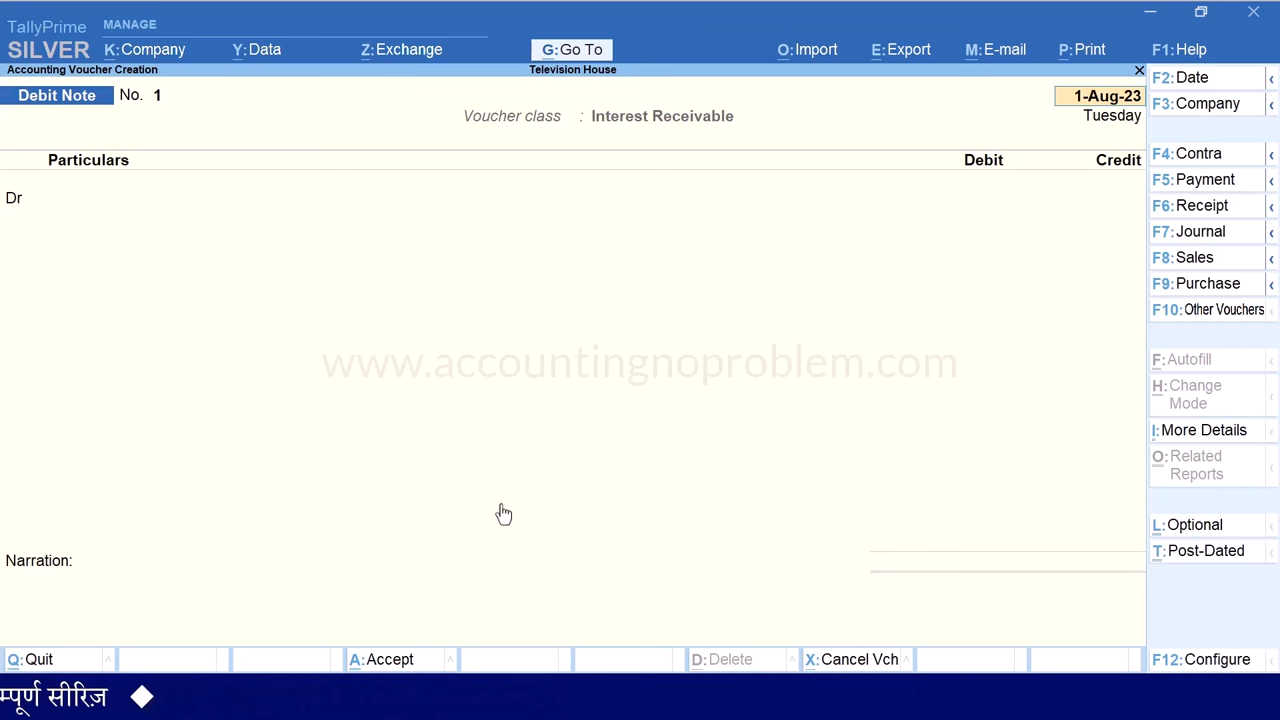 TallyPrime MANAGE
SILVER K:Company Y:Data Z:Exchange G:Go To O:Import E:Export M:E-mail P:Print F1:Help
Accounting Voucher Creation Television House
Debit Note No. 1 1-Aug-23
Voucher class : Interest Receivable Tuesday
Particulars Debit Credit
Dr
www.accountingnoproblem.com
Narration:
F2:Date
F3:Company
F4:Contra
F5:Payment
F6:Receipt
F7:Journal
F8:Sales
F9:Purchase
F10:Other Vouchers
F:Autofill
H:Change
Mode
I:More Details
O:Related
Reports
L:Optional
T:Post-Dated
Q:Quit A:Accept D:Delete X:Cancel Vch F12:Configure
म्पूर्ण सीरिज़